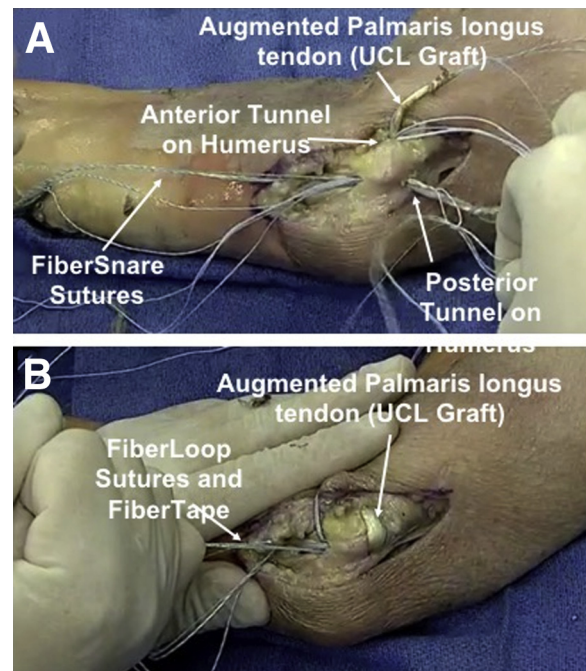 A
Augmented Palmaris longus
tendon (UCL Graft)
Anterior Tunnel
on Humerus
FiberSnare
Sutures
Posterior
Tunnel on
Humerus
B
Augmented Palmaris longus
tendon (UCL Graft)
FiberLoop
Sutures and
FiberTape